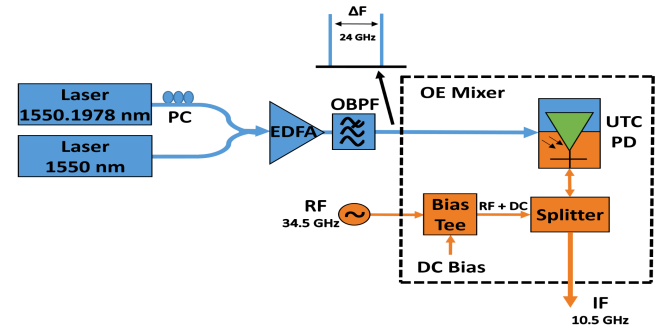 ΔF
24 GHz
OE Mixer
Laser
1550.1978 nm
PC
OBPF
EDFA
UTC
PD
Laser
1550 nm
RF
34.5 GHz
Bias
Tee
RF + DC
Splitter
DC Bias
IF
10.5 GHz